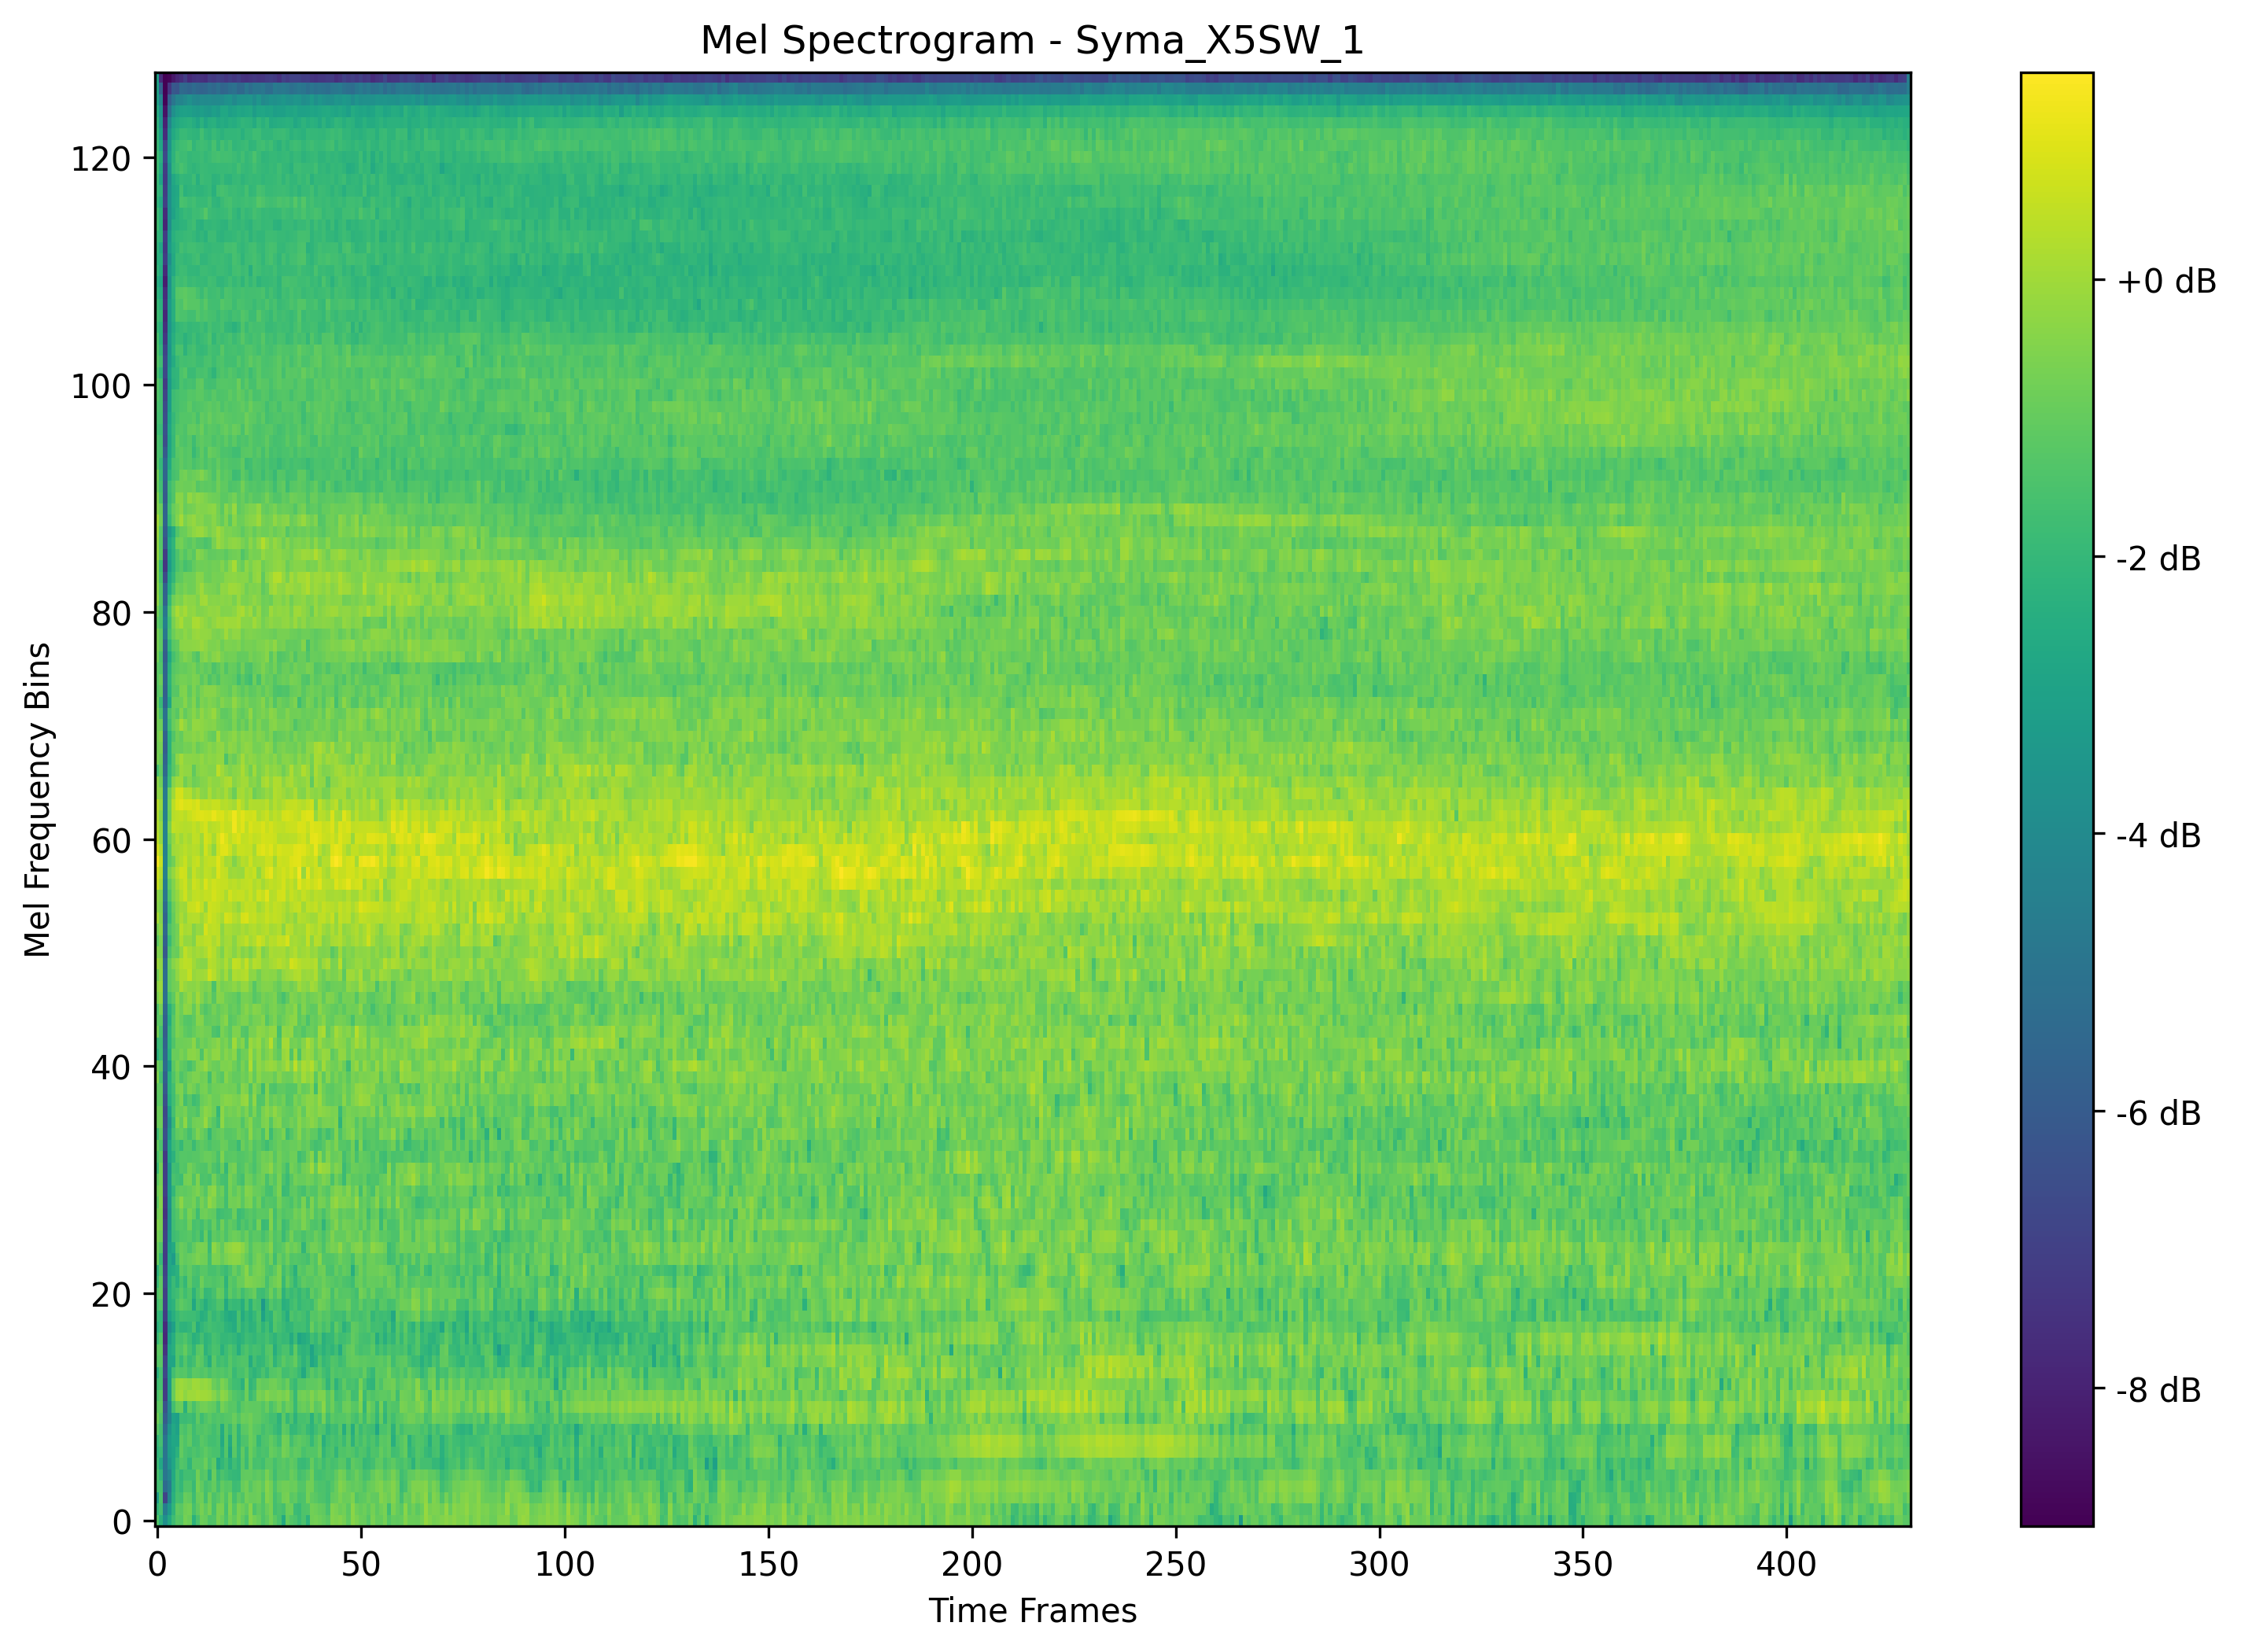 Mel Spectrogram - Syma_X5SW_1
Mel Frequency Bins
120
100
80
60
40
20
0
0 50 100 150 200 250 300 350 400
Time Frames
+0 dB
-2 dB
-4 dB
-6 dB
-8 dB